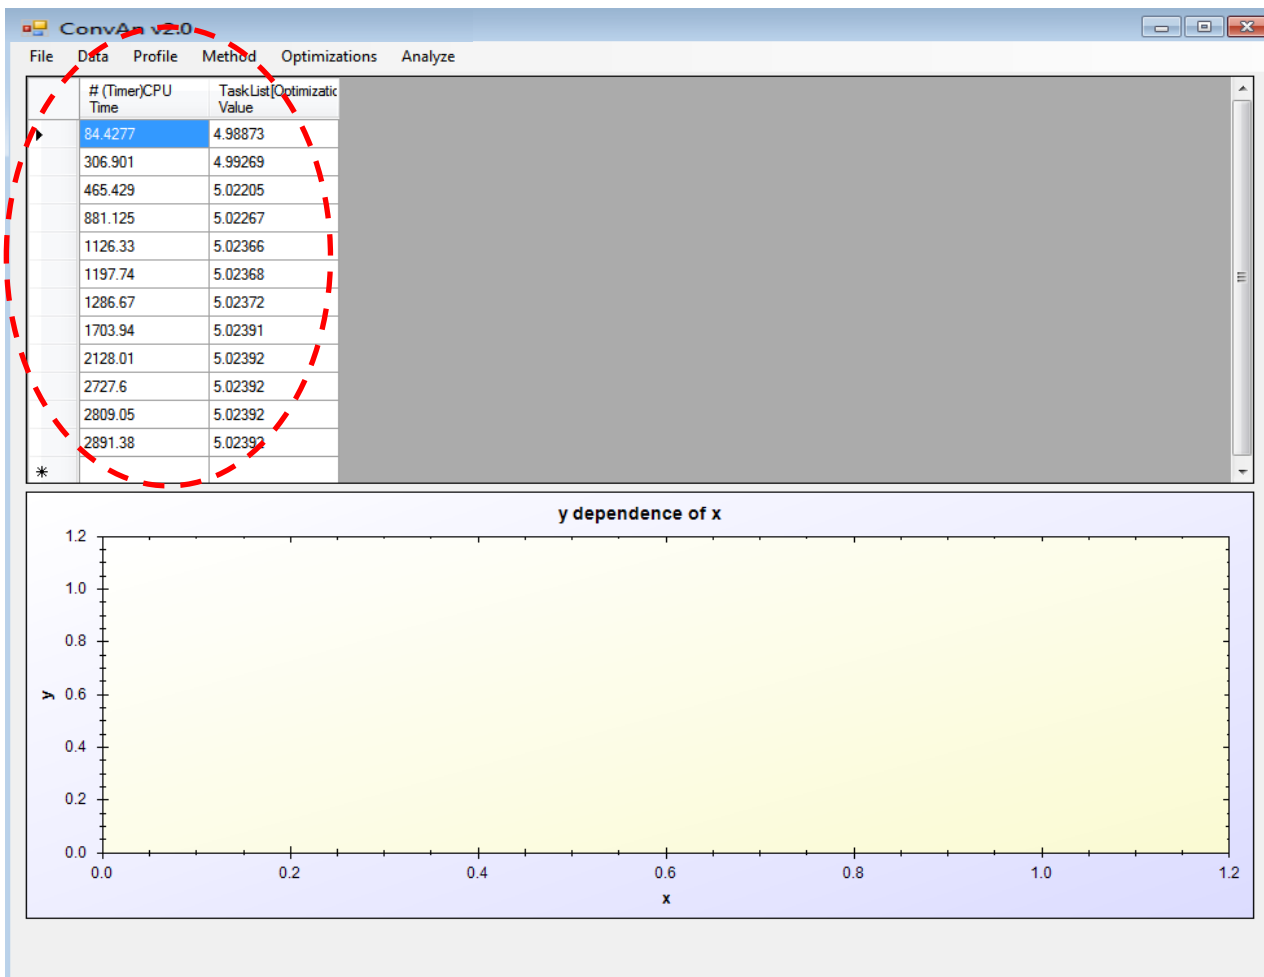 ConvAn v2.0
File Data Profile Method Optimizations Analyze
# (Timer)CPU Time TaskList[Optimizatic Value
84.4277 4.98873
306.901 4.99269
465.429 5.02205
881.125 5.02267
1126.33 5.02366
1197.74 5.02368
1286.67 5.02372
1703.94 5.02391
2128.01 5.02392
2727.6 5.02392
2809.05 5.02392
2891.38 5.02392
*
y dependence of x
1.2
1.0
0.8
y 0.6
0.4
0.2
0.0
0.0 0.2 0.4 0.6 0.8 1.0 1.2
x